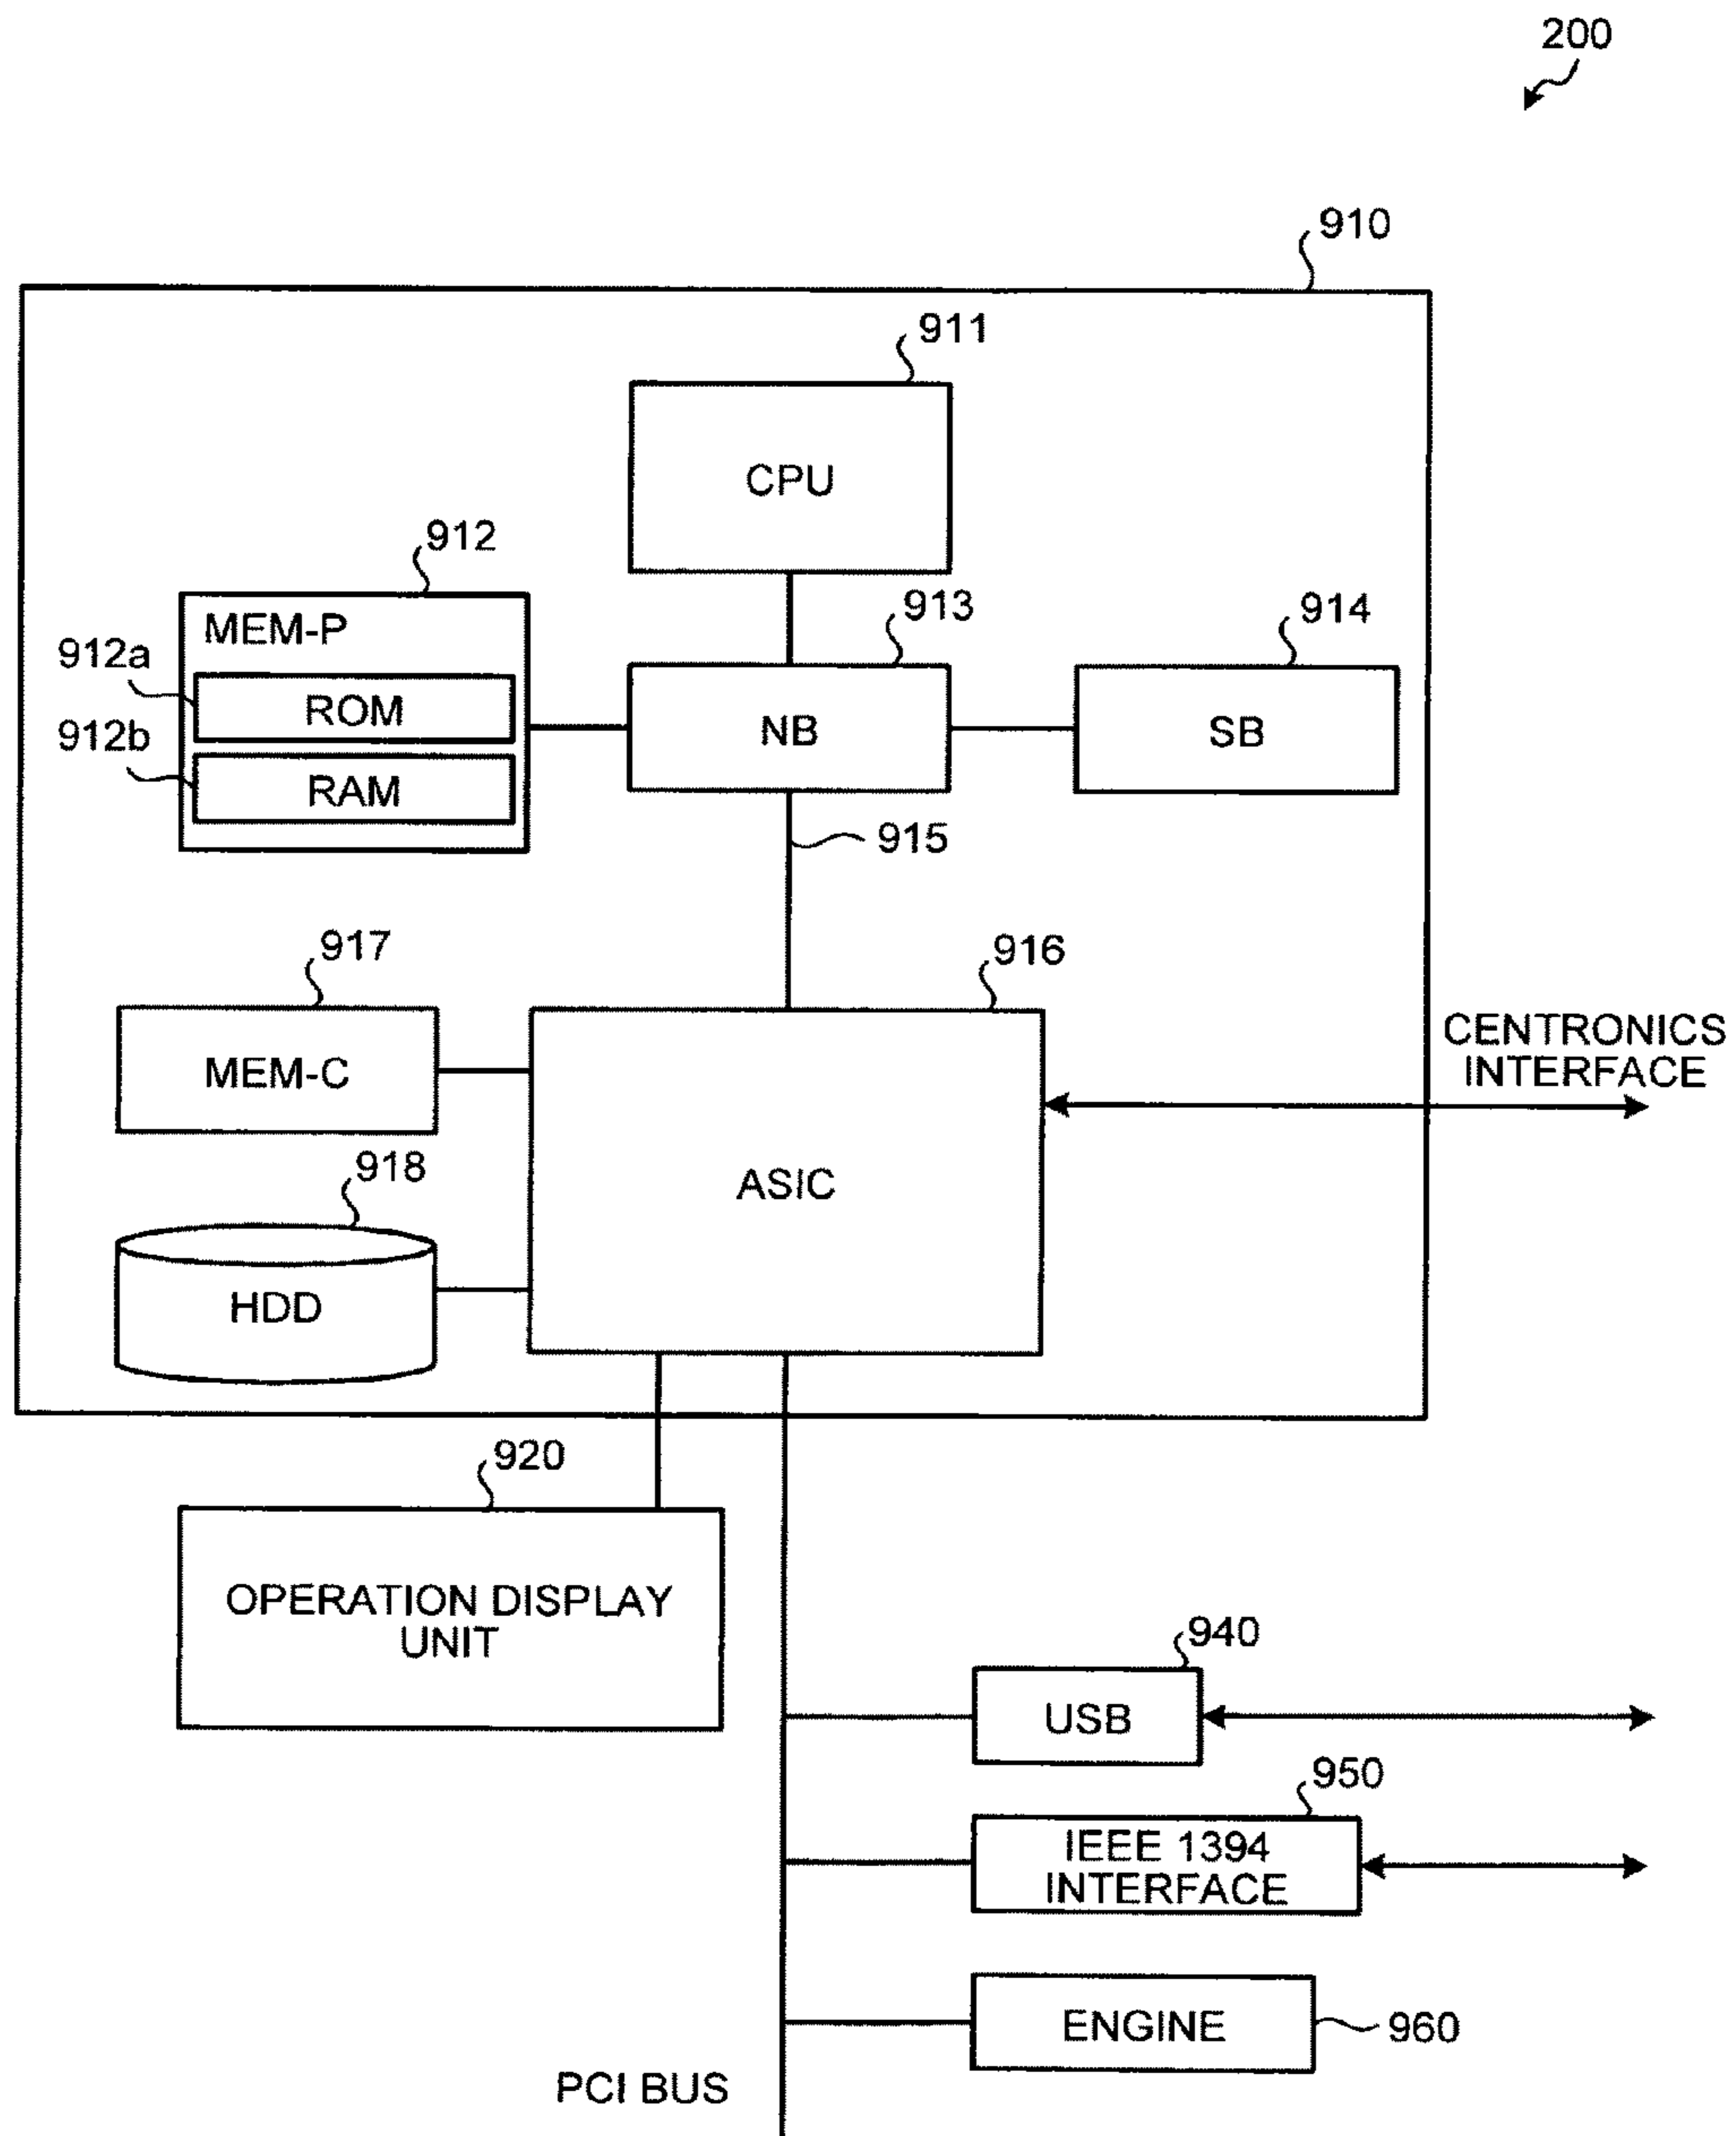 200
910
911
CPU
912
913
914
MEM-P
912a
ROM
NB
SB
912b
RAM
915
917
916
CENTRONICS
INTERFACE
MEM-C
918
ASIC
HDD
920
OPERATION DISPLAY
UNIT
940
USB
950
IEEE 1394
INTERFACE
ENGINE
960
PCI BUS